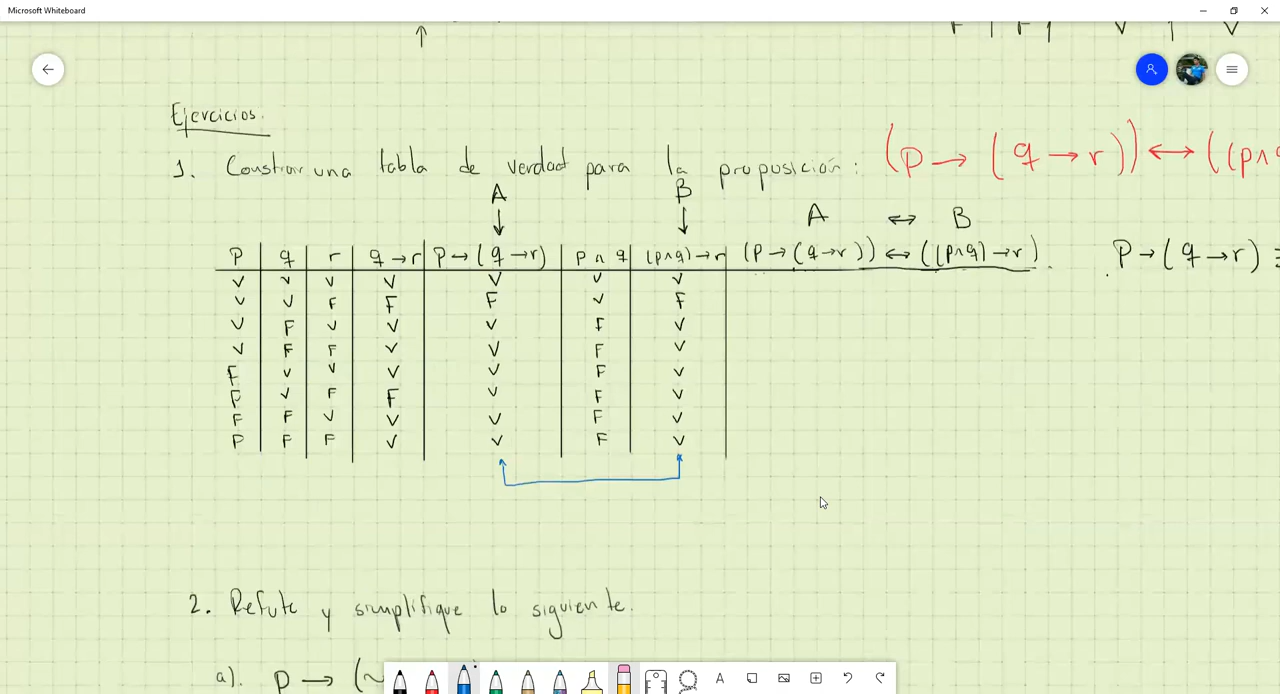 Microsoft Whiteboard
F | F | V | V
Ejercicios.
1. Construir una tabla de verdad para la proposición: (p → (q → r)) ↔ ((p ∧ q
A B
A ↔ B
P | q | r | q → r | P → (q → r) | p ∧ q | (p ∧ q) → r | (P → (q → r)) ↔ ((p ∧ q) → r). P → (q → r) ≡
V | V | V | V | V | V | V
V | V | F | F | F | V | F
V | F | V | V | V | F | V
V | F | F | V | V | F | V
F | V | V | V | V | F | V
F | V | F | F | V | F | V
F | F | V | V | V | F | V
F | F | F | V | V | F | V
2. Refute y simplifique lo siguiente.
a). P → (~
A